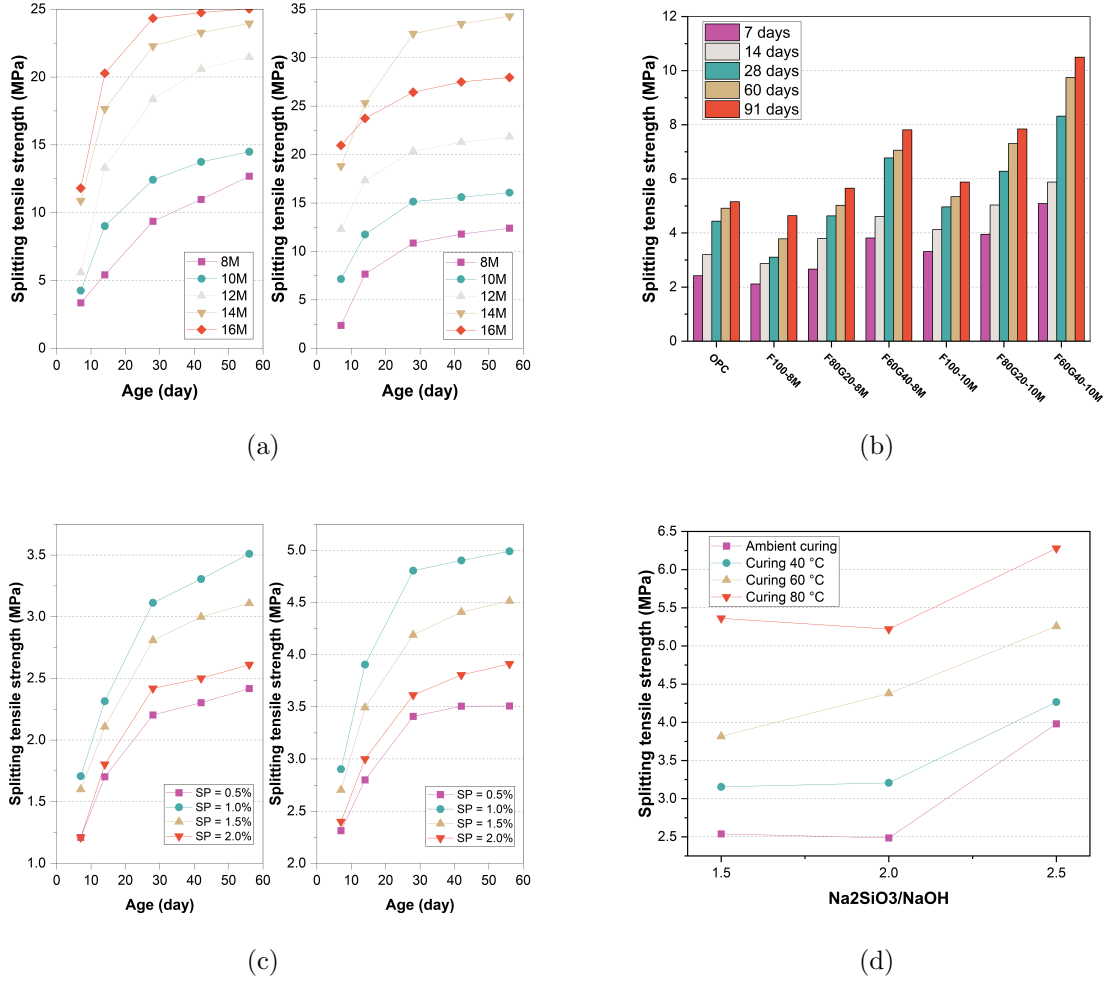 25
20
15
10
5
0
Splitting tensile strength (MPa)
0 10 20 30 40 50 60
Age (day)
8M
10M
12M
14M
16M
35
30
25
20
15
10
5
0
Splitting tensile strength (MPa)
0 10 20 30 40 50 60
Age (day)
8M
10M
12M
14M
16M
(a)
12
10
8
6
4
2
0
Splitting tensile strength (MPa)
7 days
14 days
28 days
60 days
91 days
OPC
F100-8M
F80G20-8M
F60G40-8M
F100-10M
F80G20-10M
F60G40-10M
(b)
3.5
3.0
2.5
2.0
1.5
1.0
Splitting tensile strength (MPa)
0 10 20 30 40 50 60
Age (day)
SP = 0.5%
SP = 1.0%
SP = 1.5%
SP = 2.0%
5.0
4.5
4.0
3.5
3.0
2.5
2.0
Splitting tensile strength (MPa)
0 10 20 30 40 50 60
Age (day)
SP = 0.5%
SP = 1.0%
SP = 1.5%
SP = 2.0%
(c)
6.5
6.0
5.5
5.0
4.5
4.0
3.5
3.0
2.5
Splitting tensile strength (MPa)
Ambient curing
Curing 40 °C
Curing 60 °C
Curing 80 °C
1.5 2.0 2.5
Na2SiO3/NaOH
(d)